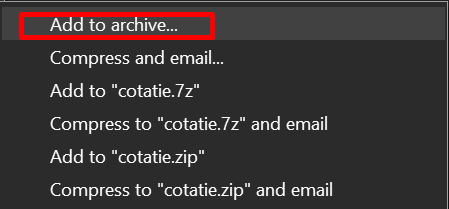 Add to archive...
Compress and email...
Add to "cotatie.7z"
Compress to "cotatie.7z" and email
Add to "cotatie.zip"
Compress to "cotatie.zip" and email